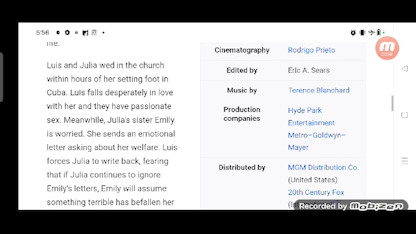 5:56
life.
Luis and Julia wed in the church
within hours of her setting foot in
Cuba. Luis falls desperately in love
with her and they have passionate
sex. Meanwhile, Julia's sister Emily
is worried. She sends an emotional
letter asking about her welfare. Luis
forces Julia to write back, fearing
that if Julia continues to ignore
Emily's letters, Emily will assume
something terrible has befallen her
Cinematography Rodrigo Prieto
Edited by Eric A. Sears
Music by Terence Blanchard
Production companies Hyde Park
Entertainment
Metro–Goldwyn–
Mayer
Distributed by MGM Distribution Co.
(United States)
20th Century Fox
Recorded by Mobizen